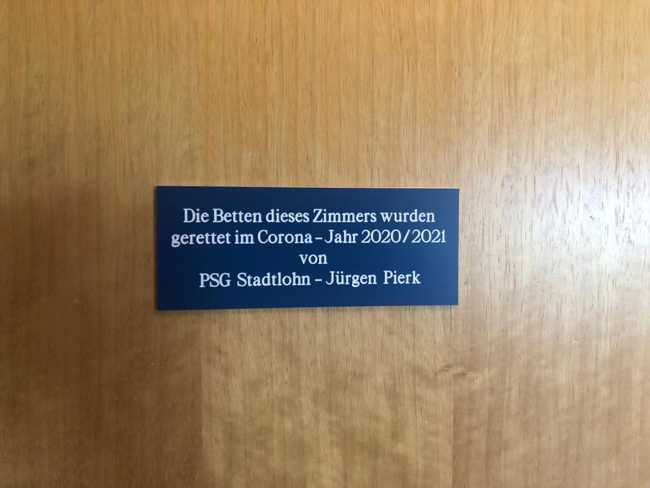 Die Betten dieses Zimmers wurden
gerettet im Corona – Jahr 2020/2021
von
PSG Stadtlohn – Jürgen Pierk